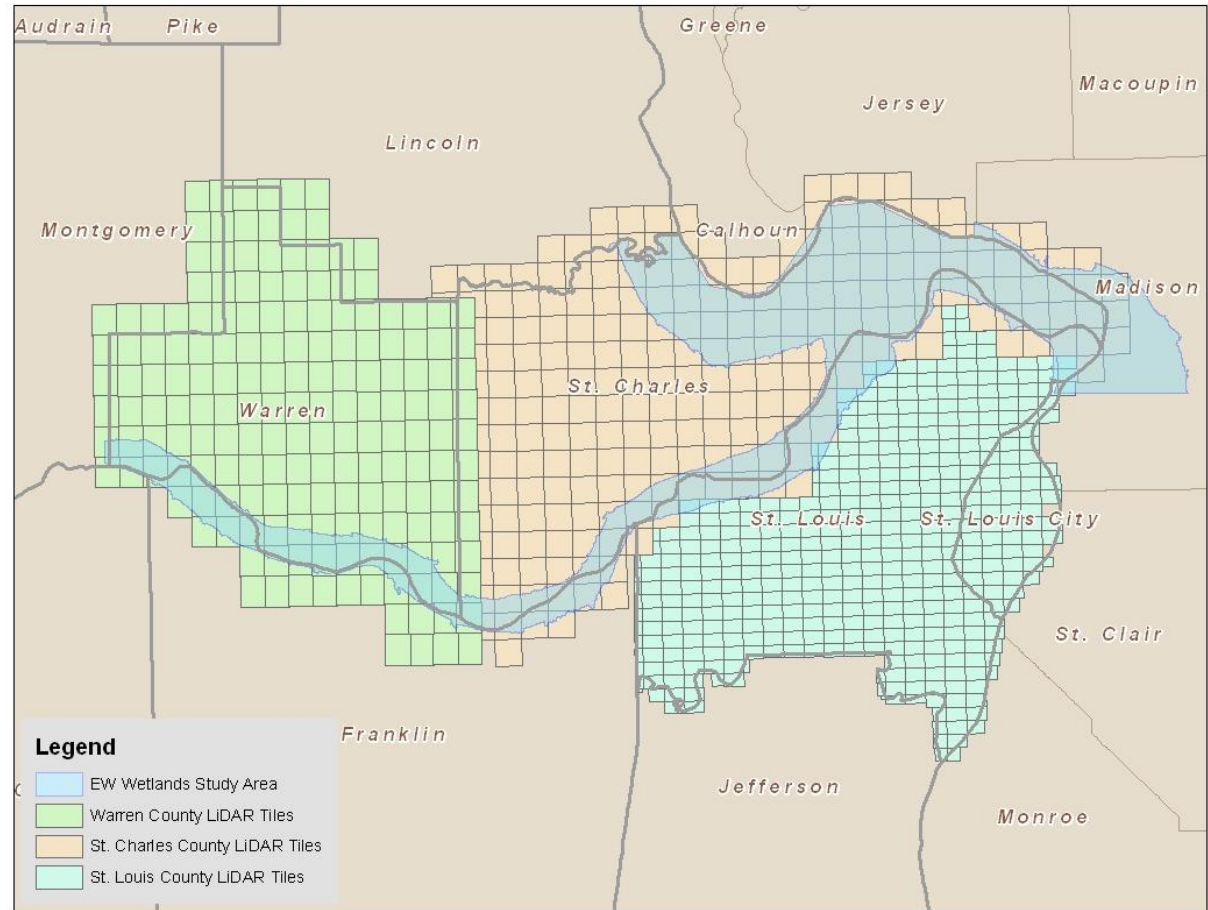 Audrain
Pike
Greene
Macoupin
Jersey
Lincoln
Montgomery
Calhoun
Madison
St. Charles
Warren
St. Louis
St. Louis City
St. Clair
Franklin
Jefferson
Monroe
Legend
EW Wetlands Study Area
Warren County LiDAR Tiles
St. Charles County LiDAR Tiles
St. Louis County LiDAR Tiles